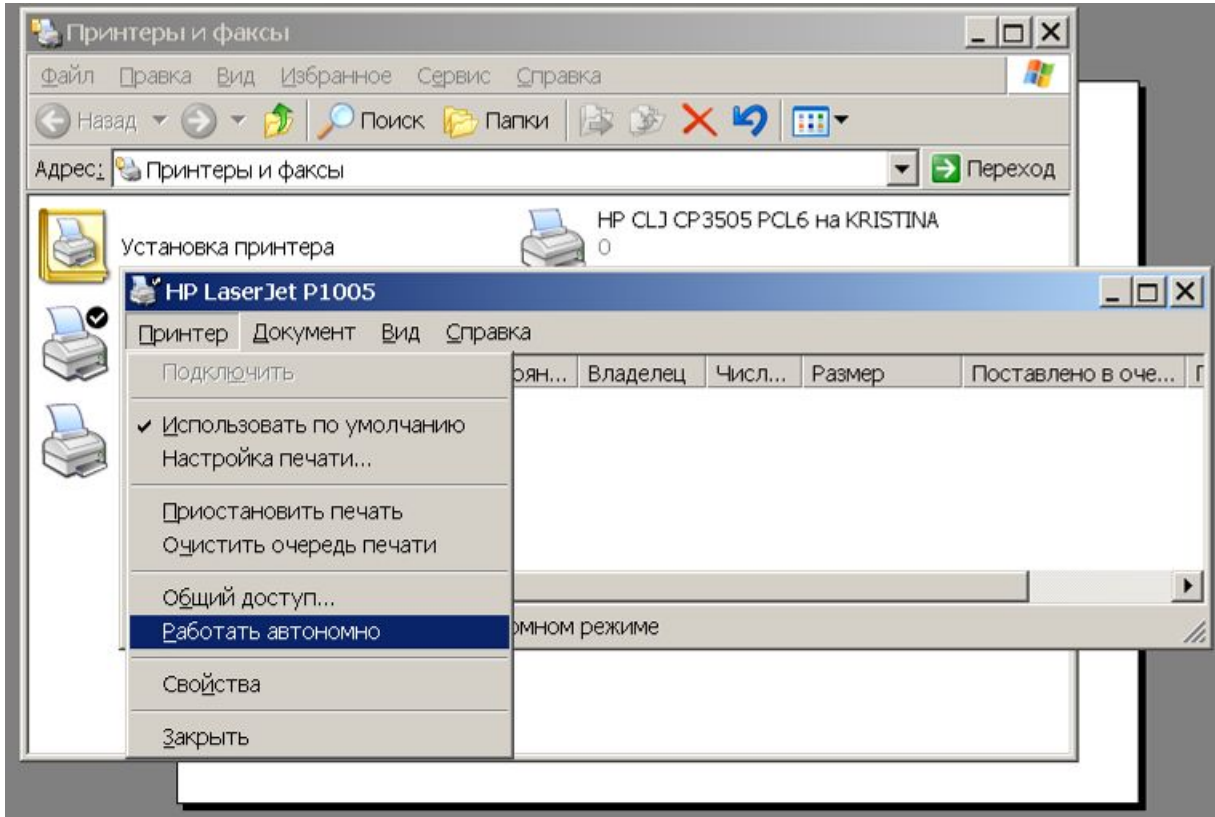 Принтеры и факсы
Файл Правка Вид Избранное Сервис Справка
Назад Поиск Папки
Адрес: Принтеры и факсы Переход
Установка принтера
HP CLJ CP3505 PCL6 на KRISTINA
0
HP LaserJet P1005
Принтер Документ Вид Справка
Подключить
оян... Владелец Числ... Размер Поставлено в оче... П
Использовать по умолчанию
Настройка печати...
Приостановить печать
Очистить очередь печати
Общий доступ...
Работать автономно
омном режиме
Свойства
Закрыть